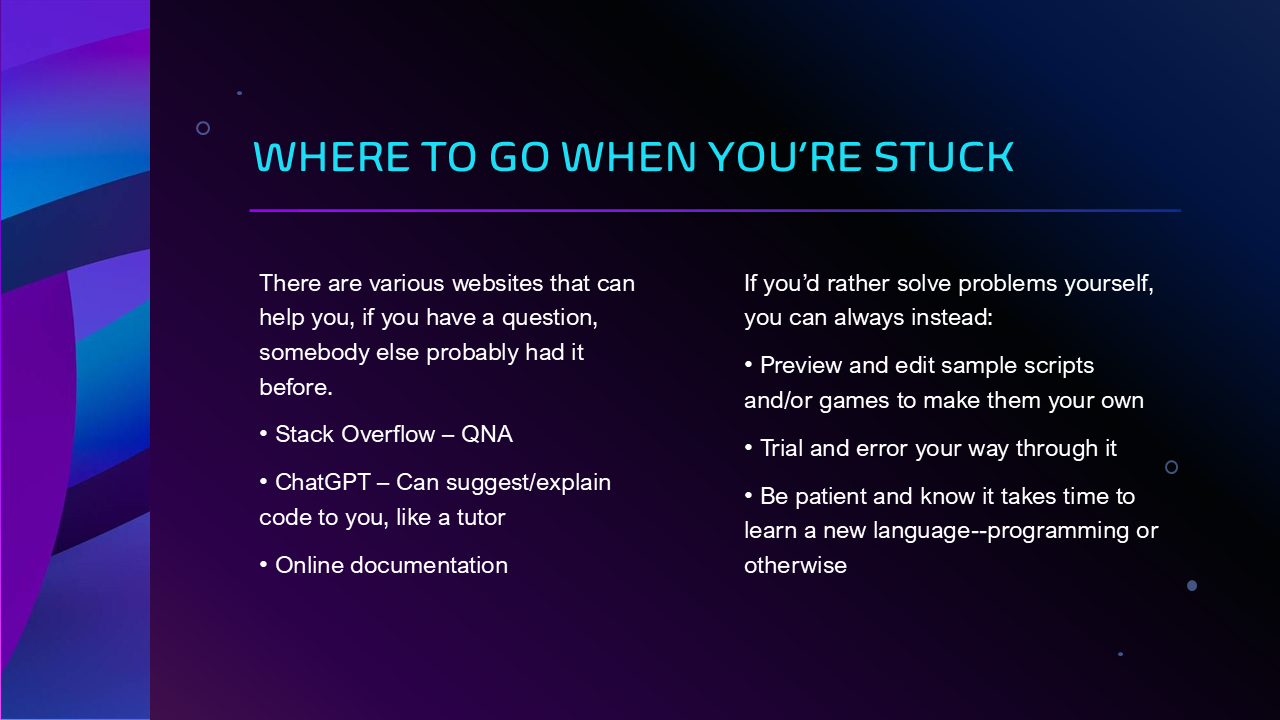 WHERE TO GO WHEN YOU’RE STUCK
There are various websites that can
help you, if you have a question,
somebody else probably had it
before.
• Stack Overflow – QNA
• ChatGPT – Can suggest/explain
code to you, like a tutor
• Online documentation
If you’d rather solve problems yourself,
you can always instead:
• Preview and edit sample scripts
and/or games to make them your own
• Trial and error your way through it
• Be patient and know it takes time to
learn a new language--programming or
otherwise